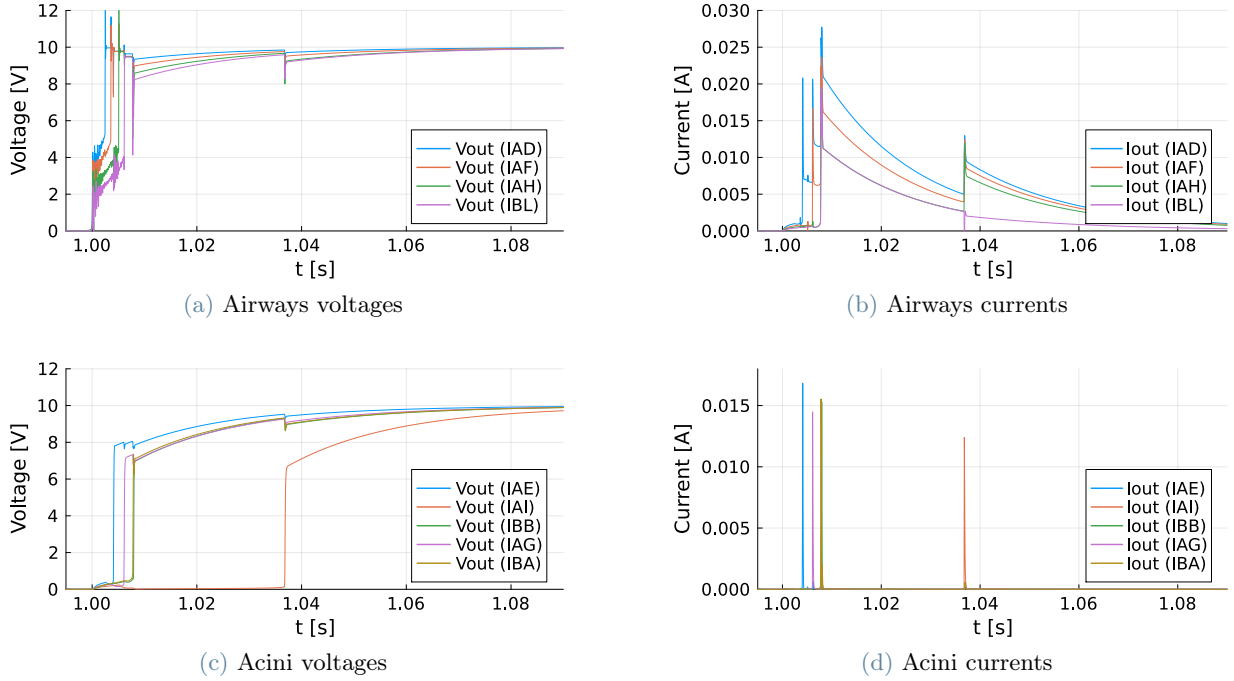 12
10
8
6
4
2
0
Voltage [V]
1.00 1.02 1.04 1.06 1.08
t [s]
Vout (IAD)
Vout (IAF)
Vout (IAH)
Vout (IBL)
(a) Airways voltages
0.030
0.025
0.020
0.015
0.010
0.005
0.000
Current [A]
1.00 1.02 1.04 1.06 1.08
t [s]
Iout (IAD)
Iout (IAF)
Iout (IAH)
Iout (IBL)
(b) Airways currents
12
10
8
6
4
2
0
Voltage [V]
1.00 1.02 1.04 1.06 1.08
t [s]
Vout (IAE)
Vout (IAI)
Vout (IBB)
Vout (IAG)
Vout (IBA)
(c) Acini voltages
0.015
0.010
0.005
0.000
Current [A]
1.00 1.02 1.04 1.06 1.08
t [s]
Iout (IAE)
Iout (IAI)
Iout (IBB)
Iout (IAG)
Iout (IBA)
(d) Acini currents